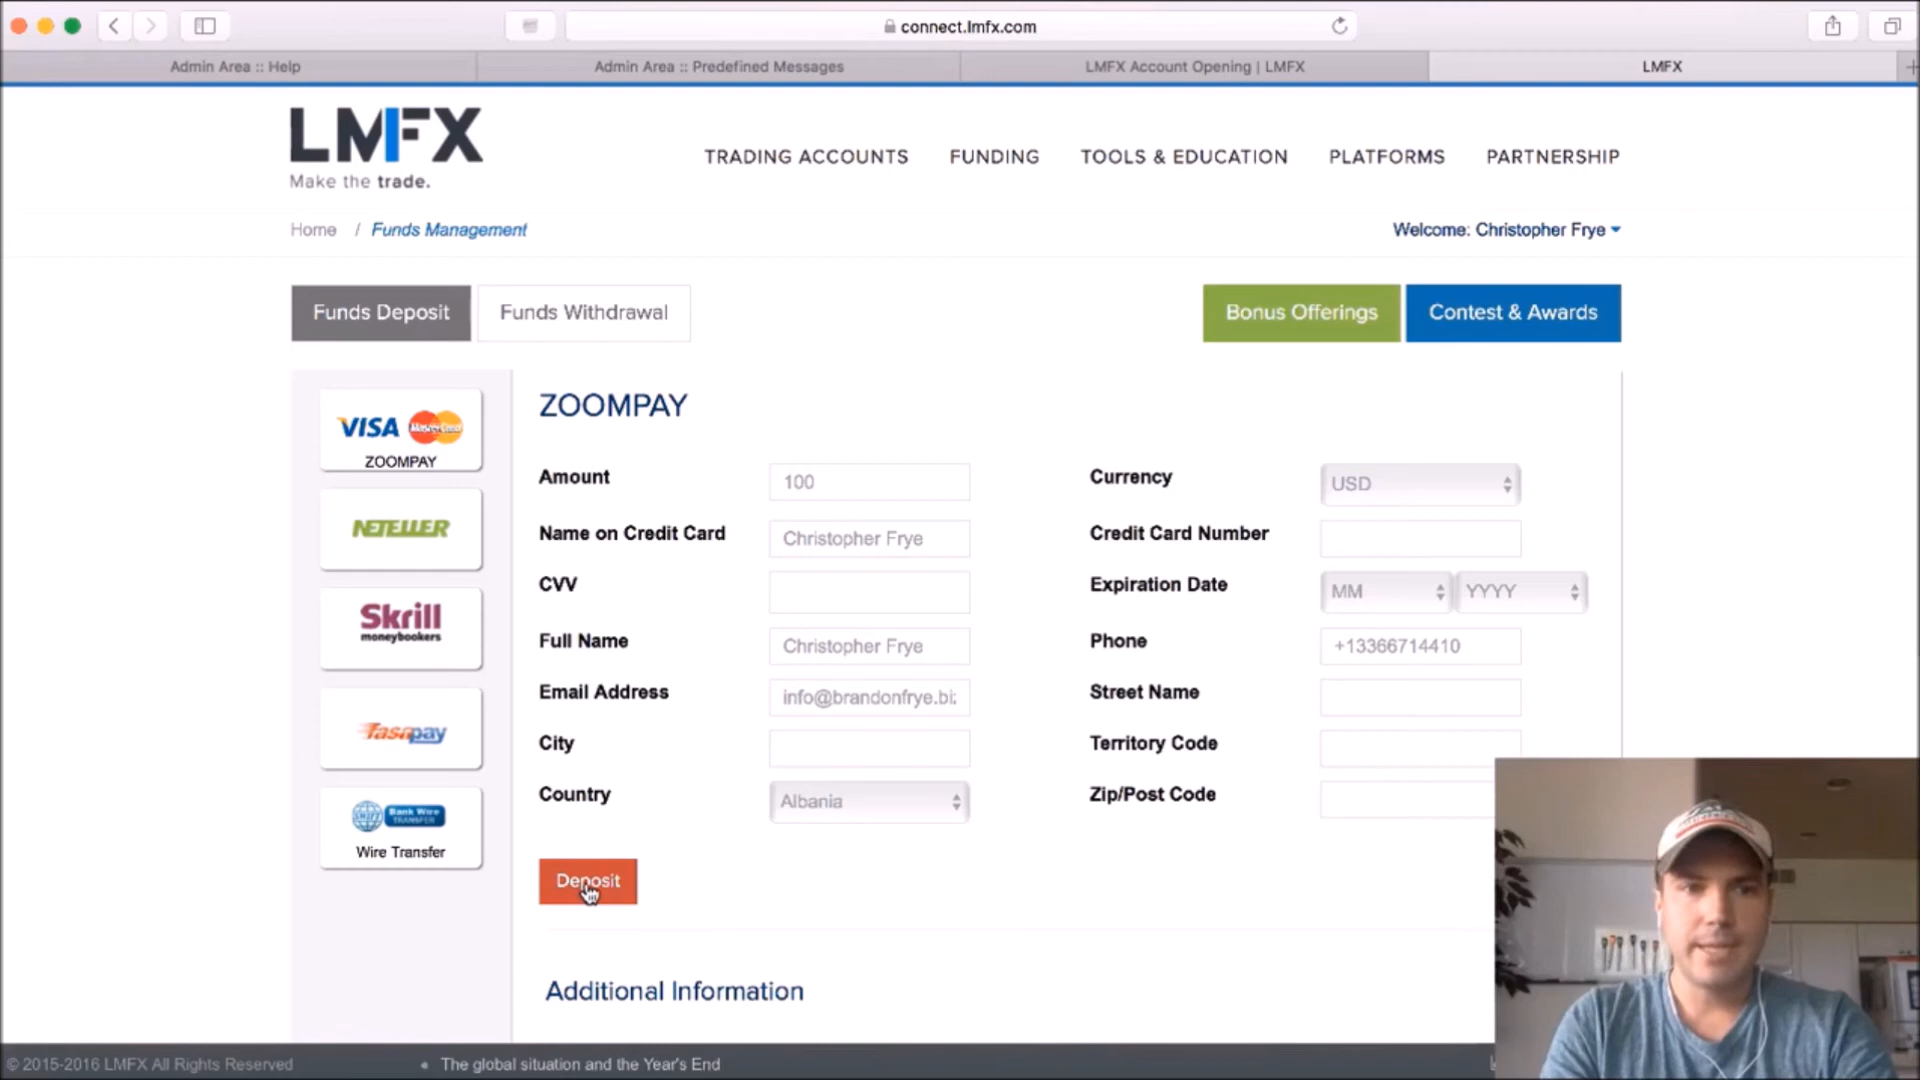 connect.lmfx.com
Admin Area :: Help
Admin Area :: Predefined Messages
LMFX Account Opening | LMFX
LMFX
LMFX
Make the trade.
TRADING ACCOUNTS
FUNDING
TOOLS & EDUCATION
PLATFORMS
PARTNERSHIP
Home / Funds Management
Welcome: Christopher Frye
Funds Deposit
Funds Withdrawal
Bonus Offerings
Contest & Awards
VISA MasterCard
ZOOMPAY
NETELLER
Skrill
moneybookers
fasapay
SWIFT Bank Wire
TRANSFER
Wire Transfer
ZOOMPAY
Amount 100
Currency USD
Name on Credit Card Christopher Frye
Credit Card Number
CVV
Expiration Date MM YYYY
Full Name Christopher Frye
Phone +13366714410
Email Address info@brandonfrye.bi
Street Name
City
Territory Code
Country Albania
Zip/Post Code
Deposit
Additional Information
© 2015-2016 LMFX All Rights Reserved
• The global situation and the Year's End